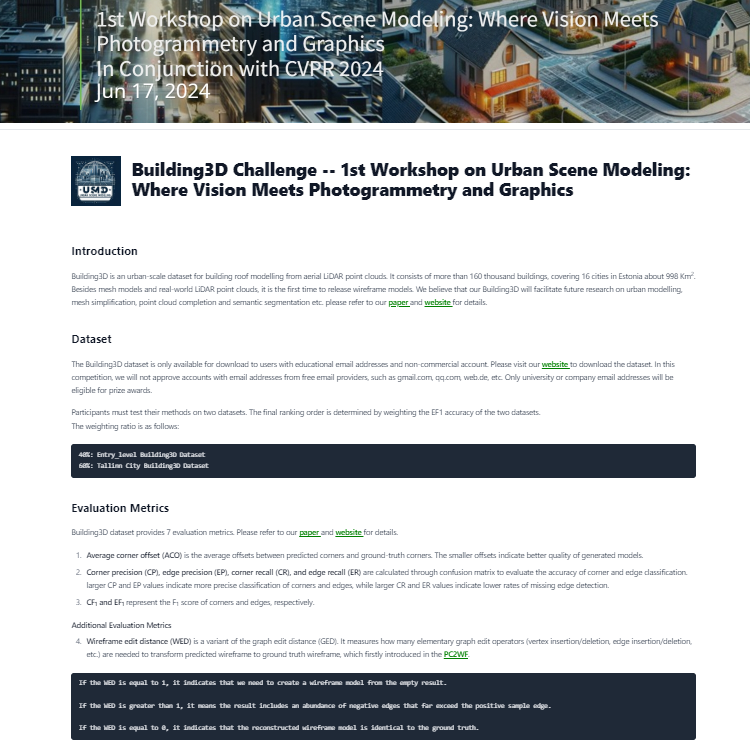 1st Workshop on Urban Scene Modeling: Where Vision Meets
Photogrammetry and Graphics
In Conjunction with CVPR 2024
Jun 17, 2024
USM3D
Building3D Challenge -- 1st Workshop on Urban Scene Modeling:
Where Vision Meets Photogrammetry and Graphics
Introduction
Building3D is an urban-scale dataset for building roof modelling from aerial LiDAR point clouds. It consists of more than 160 thousand buildings, covering 16 cities in Estonia about 998 Km².
Besides mesh models and real-world LiDAR point clouds, it is the first time to release wireframe models. We believe that our Building3D will facilitate future research on urban modelling,
mesh simplification, point cloud completion and semantic segmentation etc. please refer to our paper and website for details.
Dataset
The Building3D dataset is only available for download to users with educational email addresses and non-commercial account. Please visit our website to download the dataset. In this
competition, we will not approve accounts with email addresses from free email providers, such as gmail.com, qq.com, web.de, etc. Only university or company email addresses will be
eligible for prize awards.
Participants must test their methods on two datasets. The final ranking order is determined by weighting the EF1 accuracy of the two datasets.
The weighting ratio is as follows:
40%: Entry_level Building3D Dataset
60%: Tallinn City Building3D Dataset
Evaluation Metrics
Building3D dataset provides 7 evaluation metrics. Please refer to our paper and website for details.
1. Average corner offset (ACO) is the average offsets between predicted corners and ground-truth corners. The smaller offsets indicate better quality of generated models.
2. Corner precision (CP), edge precision (EP), corner recall (CR), and edge recall (ER) are calculated through confusion matrix to evaluate the accuracy of corner and edge classification.
larger CP and EP values indicate more precise classification of corners and edges, while larger CR and ER values indicate lower rates of missing edge detection.
3. CF₁ and EF₁ represent the F₁ score of corners and edges, respectively.
Additional Evaluation Metrics
4. Wireframe edit distance (WED) is a variant of the graph edit distance (GED). It measures how many elementary graph edit operators (vertex insertion/deletion, edge insertion/deletion,
etc.) are needed to transform predicted wireframe to ground truth wireframe, which firstly introduced in the PC2WF.
If the WED is equal to 1, it indicates that we need to create a wireframe model from the empty result.
If the WED is greater than 1, it means the result includes an abundance of negative edges that far exceed the positive sample edge.
If the WED is equal to 0, it indicates that the reconstructed wireframe model is identical to the ground truth.